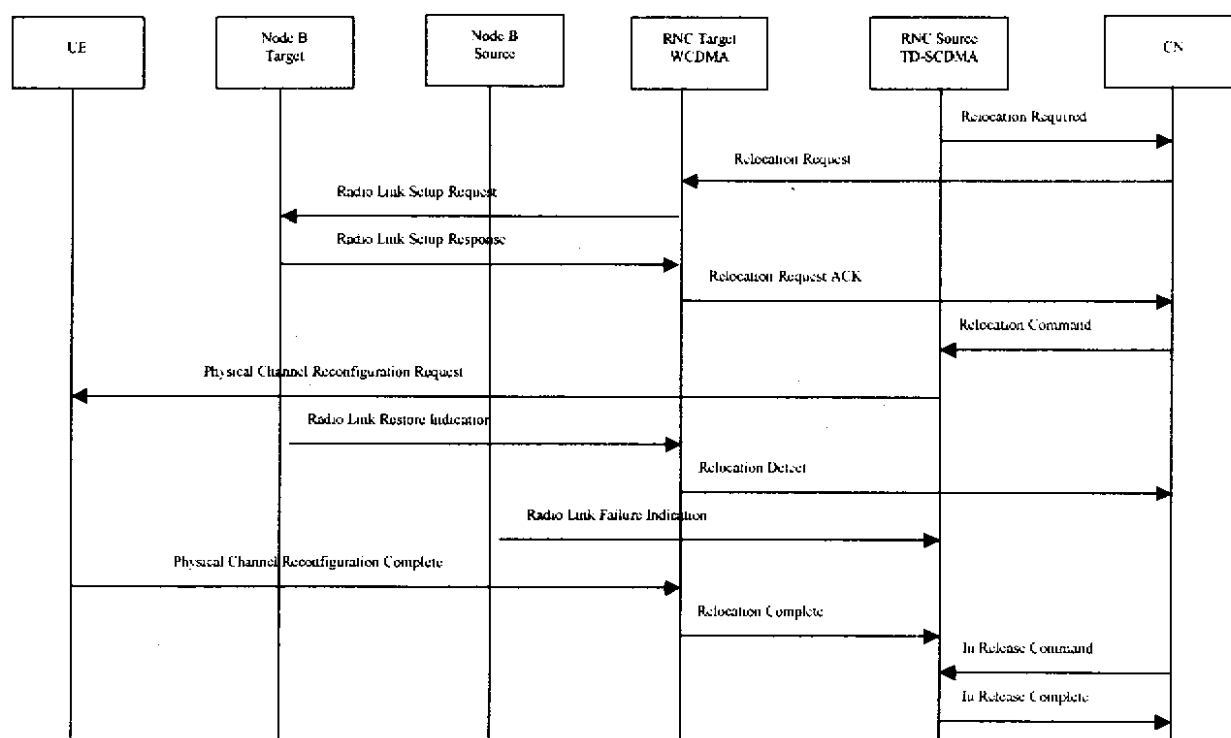 UE
Node B
Target
Node B
Source
RNC Target
WCDMA
RNC Source
TD-SCDMA
CN
Relocation Required
Relocation Request
Radio Link Setup Request
Radio Link Setup Response
Relocation Request ACK
Relocation Command
Physical Channel Reconfiguration Request
Radio Link Restore Indication
Relocation Detect
Radio Link Failure Indication
Physical Channel Reconfiguration Complete
Relocation Complete
Iu Release Command
Iu Release Complete